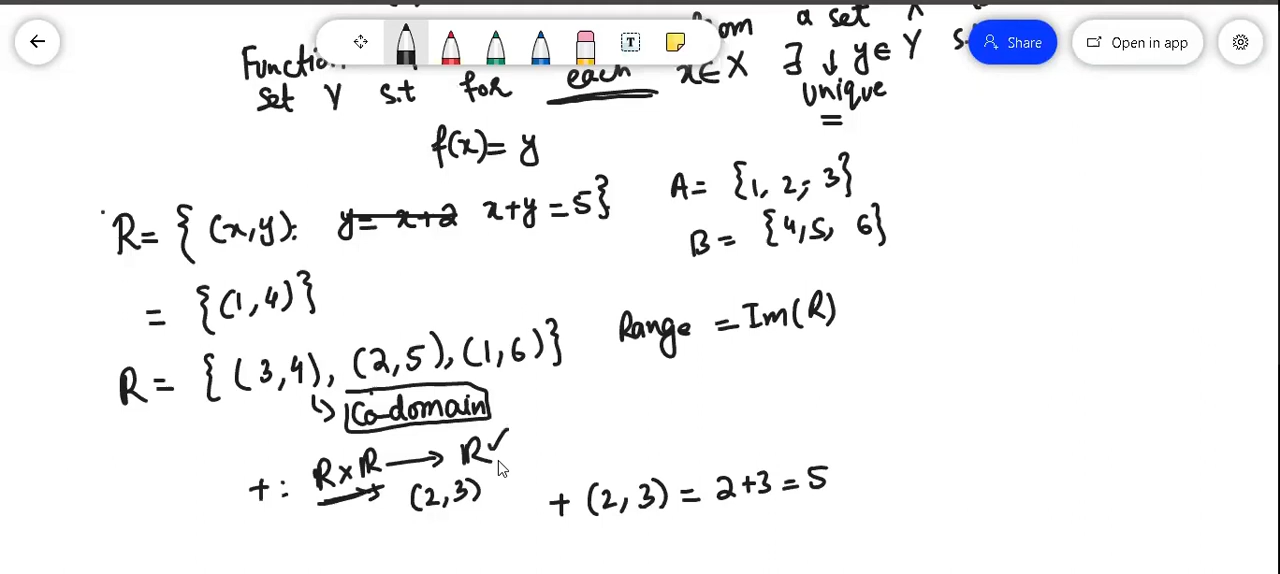 Share
Open in app
from a set X
Function
set Y s.t for each x∈X ∃ ↓ y∈Y s.
unique
f(x)= y
R= { (x,y): y= x+2 x+y=5}
A= {1, 2, 3}
B= {4,5, 6}
= {(1,4)}
Range = Im(R)
R= { (3,4), (2,5), (1,6)}
↳ Co-domain
+: R×R → R✓
(2,3)
+ (2,3) = 2+3=5